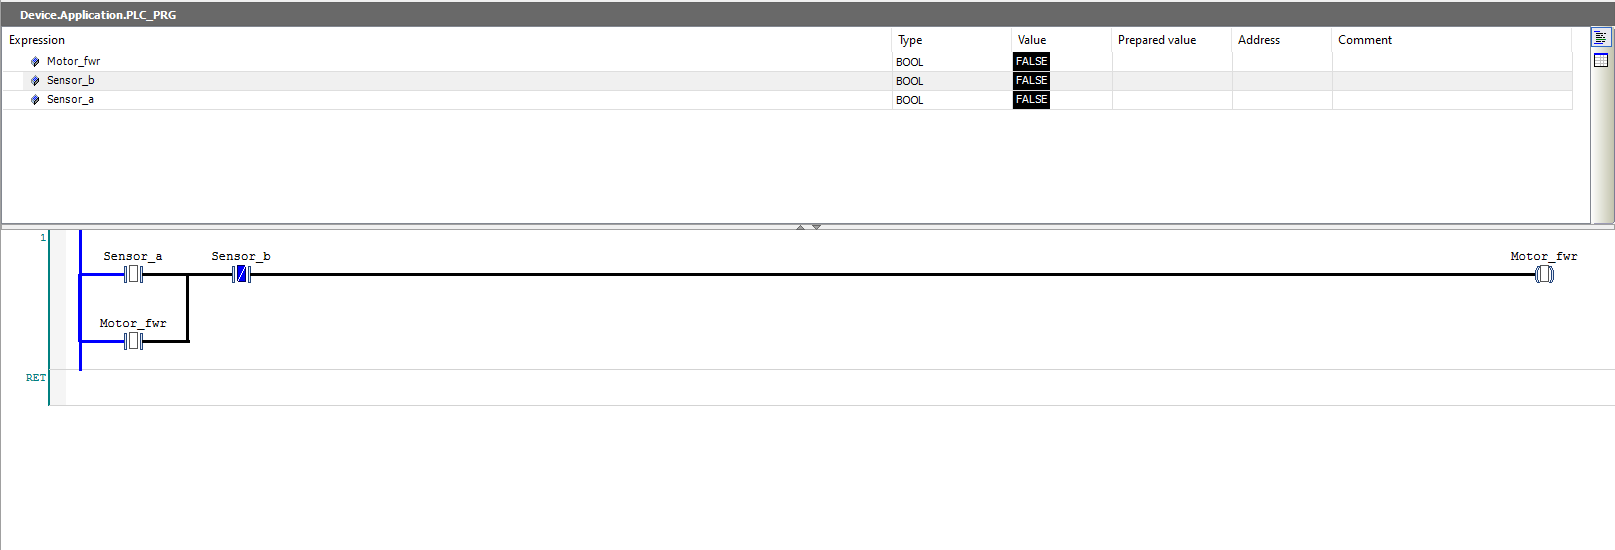 Device.Application.PLC_PRG
Expression Type Value Prepared value Address Comment
Motor_fwr BOOL FALSE
Sensor_b BOOL FALSE
Sensor_a BOOL FALSE
1
Sensor_a Sensor_b Motor_fwr
Motor_fwr
RET